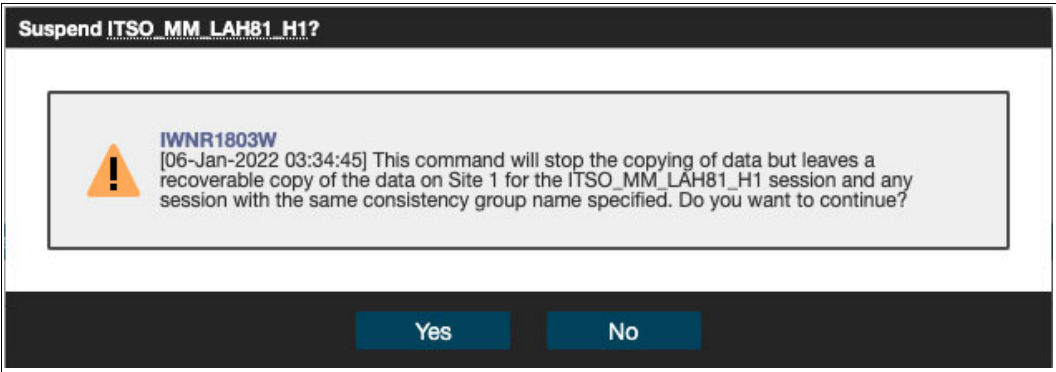 Suspend ITSO_MM_LAH81_H1?
IWNR1803W
[06-Jan-2022 03:34:45] This command will stop the copying of data but leaves a
recoverable copy of the data on Site 1 for the ITSO_MM_LAH81_H1 session and any
session with the same consistency group name specified. Do you want to continue?
Yes No